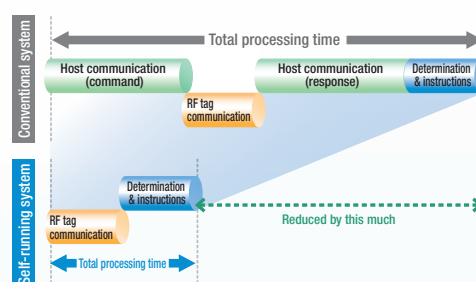 Conventional system
Total processing time
Host communication
(command)
RF tag
communication
Host communication
(response)
Determination
& instructions
Self-running system
RF tag
communication
Determination
& instructions
Reduced by this much
Total processing time